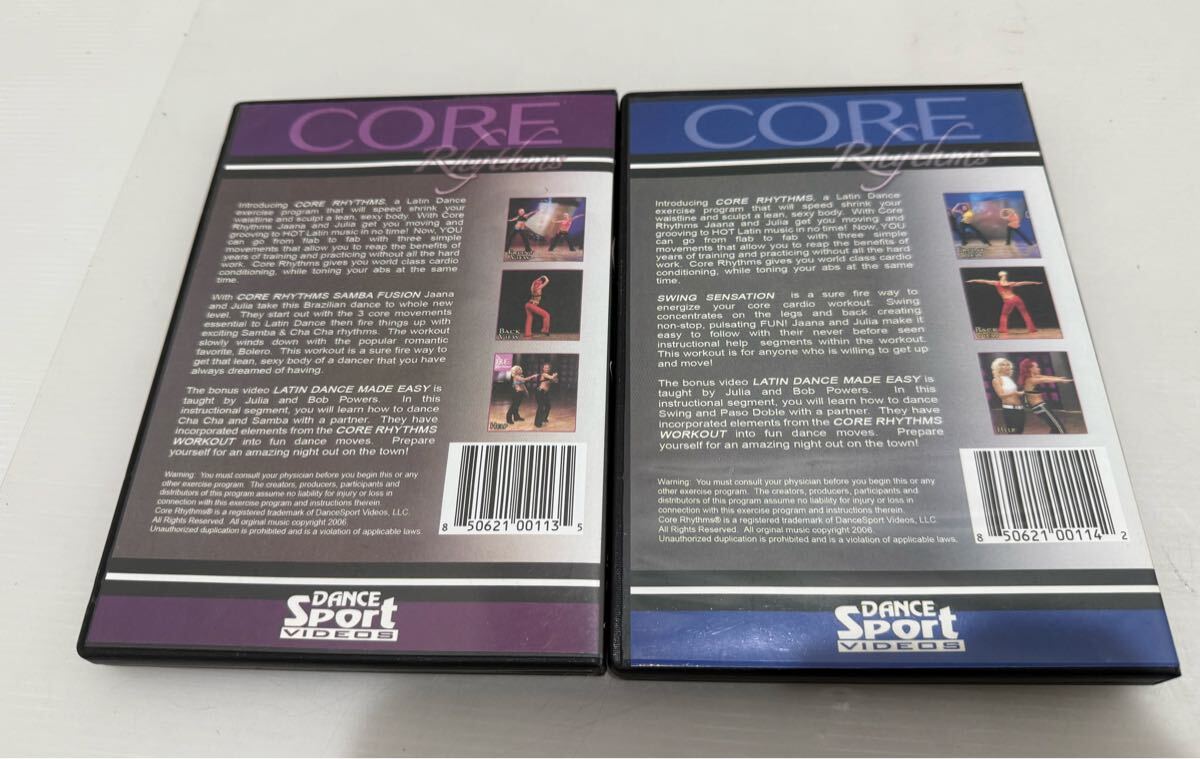 CORE
Rhythms
Introducing CORE RHYTHMS, a Latin Dance
exercise program that will speed shrink your
waistline and sculpt a lean, sexy body. With Core
Rhythms Jaana and Julia get you moving and
grooving to HOT Latin music in no time! Now, YOU
can go from flab to fab with three simple
movements that allow you to reap the benefits of
years of training and practicing without all the hard
work. Core Rhythms gives you world class cardio
conditioning, while toning your abs at the same
time.
With CORE RHYTHMS SAMBA FUSION Jaana
and Julia take this Brazilian dance to whole new
level. They start out with the 3 core movements
essential to Latin Dance then fire things up with
exciting Samba & Cha Cha rhythms. The workout
slowly winds down with the popular romantic
favorite, Bolero. This workout is a sure fire way to
get that lean, sexy body of a dancer that you have
always dreamed of having.
The bonus video LATIN DANCE MADE EASY is
taught by Julia and Bob Powers. In this
instructional segment, you will learn how to dance
Cha Cha and Samba with a partner. They have
incorporated elements from the CORE RHYTHMS
WORKOUT into fun dance moves. Prepare
yourself for an amazing night out on the town!
Warning: You must consult your physician before you begin this or any
other exercise program. The creators, producers, participants and
distributors of this program assume no liability for injury or loss in
connection with this exercise program and instructions therein.
Core Rhythms® is a registered trademark of DanceSport Videos, LLC.
All Rights Reserved. All orginal music copyright 2006.
Unauthorized duplication is prohibited and is a violation of applicable laws.
FRONT
VIEW
BACK
VIEW
HELP
8 50621 00113 5
DANCE
Sport
VIDEOS
CORE
Rhythms
Introducing CORE RHYTHMS, a Latin Dance
exercise program that will speed shrink your
waistline and sculpt a lean, sexy body. With Core
Rhythms Jaana and Julia get you moving and
grooving to HOT Latin music in no time! Now, YOU
can go from flab to fab with three simple
movements that allow you to reap the benefits of
years of training and practicing without all the hard
work. Core Rhythms gives you world class cardio
conditioning, while toning your abs at the same
time.
SWING SENSATION is a sure fire way to
energize your core cardio workout. Swing
concentrates on the legs and back creating
non-stop, pulsating FUN! Jaana and Julia make it
easy to follow with their never before seen
instructional help segments within the workout.
This workout is for anyone who is willing to get up
and move!
The bonus video LATIN DANCE MADE EASY is
taught by Julia and Bob Powers. In this
instructional segment, you will learn how to dance
Swing and Paso Doble with a partner. They have
incorporated elements from the CORE RHYTHMS
WORKOUT into fun dance moves. Prepare
yourself for an amazing night out on the town!
Warning: You must consult your physician before you begin this or any
other exercise program. The creators, producers, participants and
distributors of this program assume no liability for injury or loss in
connection with this exercise program and instructions therein.
Core Rhythms® is a registered trademark of DanceSport Videos, LLC.
All Rights Reserved. All orginal music copyright 2006.
Unauthorized duplication is prohibited and is a violation of applicable laws.
FRONT
VIEW
BACK
VIEW
HELP
8 50621 00114 2
DANCE
Sport
VIDEOS